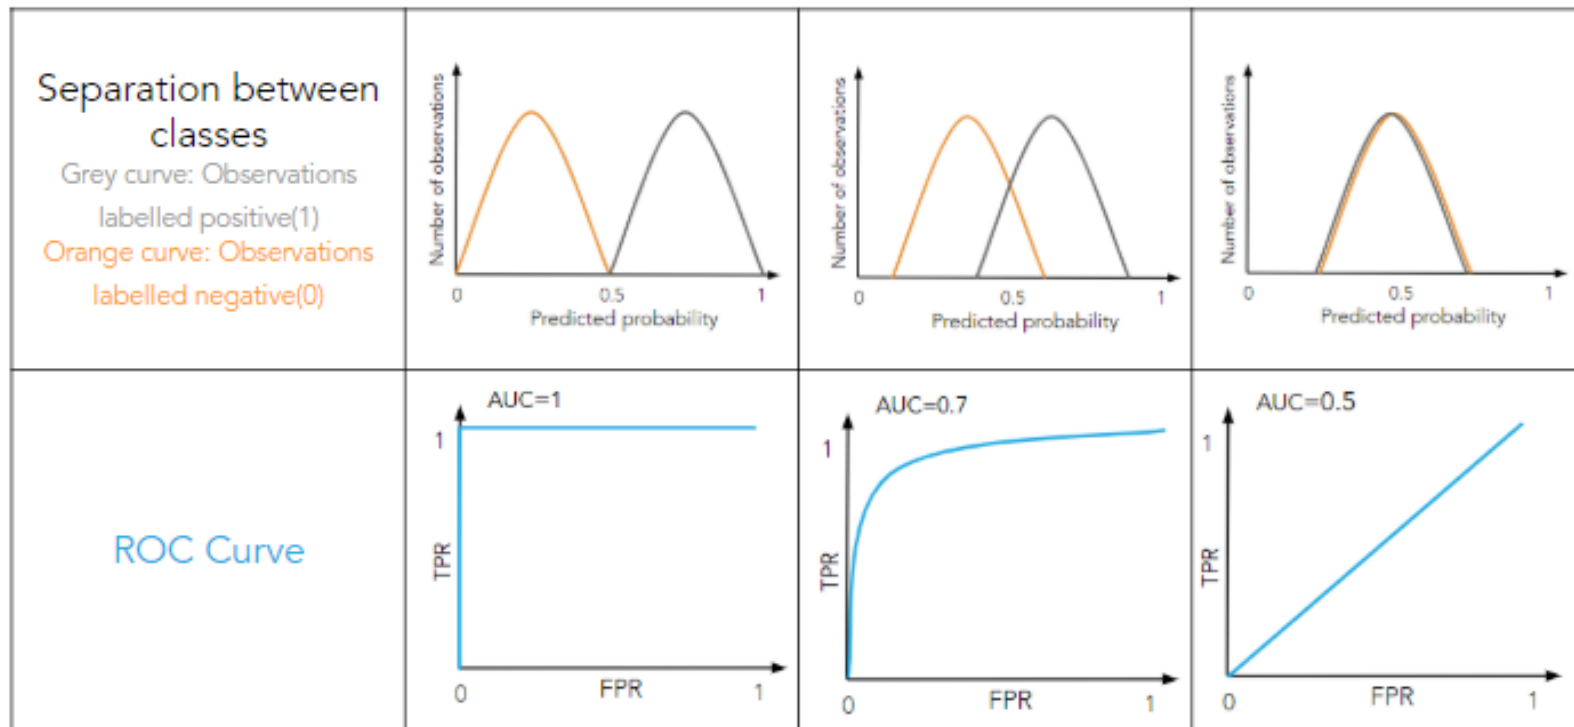 Separation between
classes
Grey curve: Observations
labelled positive(1)
Orange curve: Observations
labelled negative(0)
Number of observations
0
0.5
1
Predicted probability
Number of observations
0
0.5
1
Predicted probability
Number of observations
0
0.5
1
Predicted probability
ROC Curve
AUC=1
1
TPR
0
FPR
1
AUC=0.7
1
TPR
0
FPR
1
AUC=0.5
1
TPR
0
FPR
1